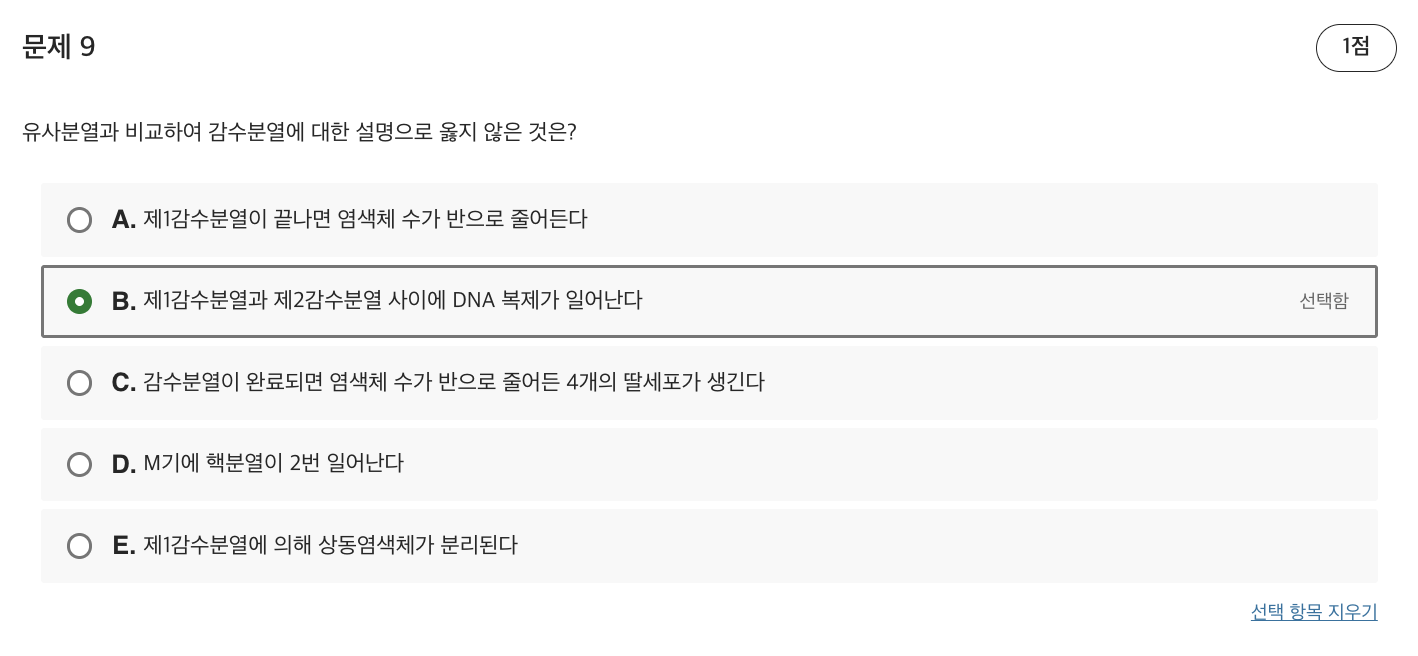 문제 9
1점
유사분열과 비교하여 감수분열에 대한 설명으로 옳지 않은 것은?
A. 제1감수분열이 끝나면 염색체 수가 반으로 줄어든다
B. 제1감수분열과 제2감수분열 사이에 DNA 복제가 일어난다
선택함
C. 감수분열이 완료되면 염색체 수가 반으로 줄어든 4개의 딸세포가 생긴다
D. M기에 핵분열이 2번 일어난다
E. 제1감수분열에 의해 상동염색체가 분리된다
선택 항목 지우기